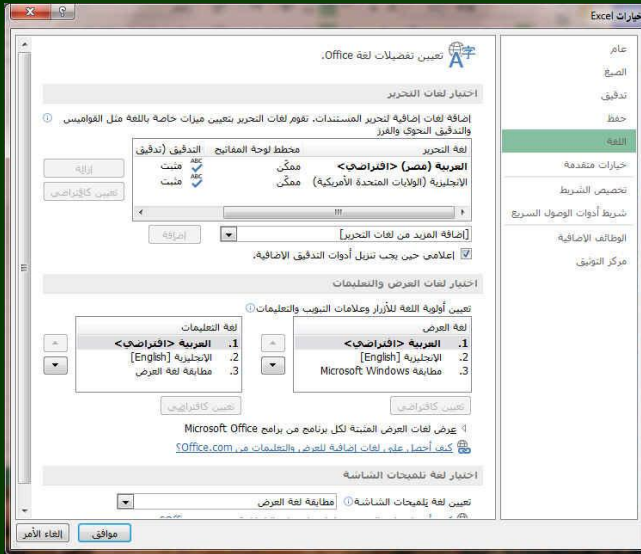 خيارات Excel
عام
الصيغ
تدقيق
حفظ
اللغة
خيارات متقدمة
تخصيص الشريط
شريط أدوات الوصول السريع
الوظائف الإضافية
مركز التوثيق
تعيين تفضيلات لغة Office.
اختيار لغات التحرير
إضافة لغات إضافية لتحرير المستندات. تقوم لغات التحرير بتعيين ميزات خاصة باللغة مثل القواميس
والتدقيق النحوي والفرز
لغة التحرير مخطط لوحة المفاتيح التدقيق (تدقيق
العربية (مصر) <افتراضي> ممكّن مثبت
الإنجليزية (الولايات المتحدة الأمريكية) ممكّن مثبت
إزالة
تعيين كافتراضي
[إضافة المزيد من لغات التحرير] إضافة
إعلامي حين يجب تنزيل أدوات التدقيق الإضافية.
اختيار لغات العرض والتعليمات
تعيين أولوية اللغة للأزرار وعلامات التبويب والتعليمات
لغة العرض
1. العربية <افتراضي>
2. الإنجليزية [English]
3. مطابقة Microsoft Windows
تعيين كافتراضي
لغة التعليمات
1. العربية <افتراضي>
2. الإنجليزية [English]
3. مطابقة لغة العرض
تعيين كافتراضي
عرض لغات العرض المثبتة لكل برنامج من برامج Microsoft Office
كيف أحصل على لغات إضافية للعرض والتعليمات من Office.com؟
اختيار لغة تلميحات الشاشة
تعيين لغة تلميحات الشاشة مطابقة لغة العرض
موافق إلغاء الأمر